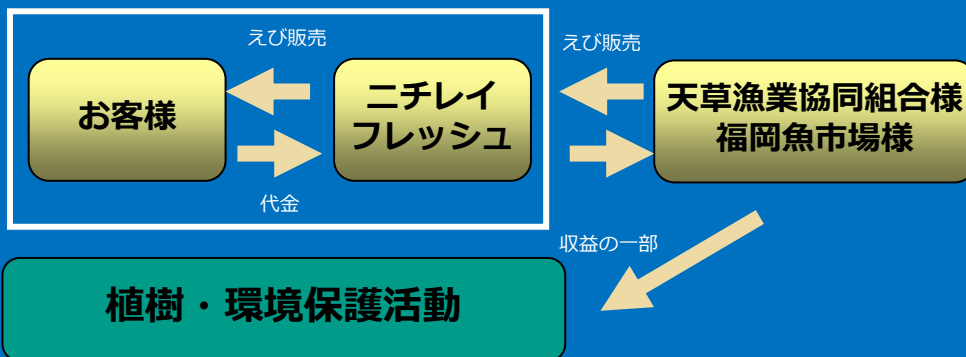 えび販売
えび販売
お客様
ニチレイ
フレッシュ
天草漁業協同組合様
福岡魚市場様
代金
収益の一部
植樹・環境保護活動